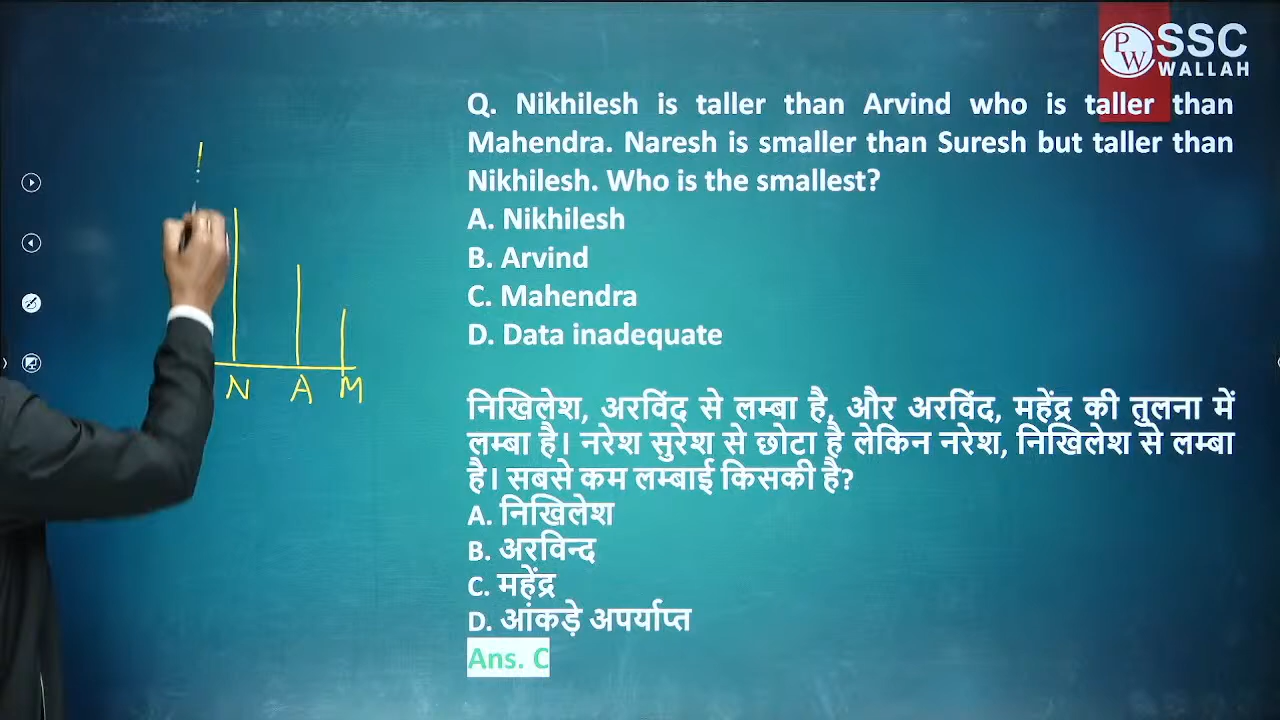 PW SSC
WALLAH
Q. Nikhilesh is taller than Arvind who is taller than
Mahendra. Naresh is smaller than Suresh but taller than
Nikhilesh. Who is the smallest?
A. Nikhilesh
B. Arvind
C. Mahendra
D. Data inadequate
N A M
निखिलेश, अरविंद से लम्बा है, और अरविंद, महेंद्र की तुलना में
लम्बा है। नरेश सुरेश से छोटा है लेकिन नरेश, निखिलेश से लम्बा
है। सबसे कम लम्बाई किसकी है?
A. निखिलेश
B. अरविन्द
C. महेंद्र
D. आंकड़े अपर्याप्त
Ans. C